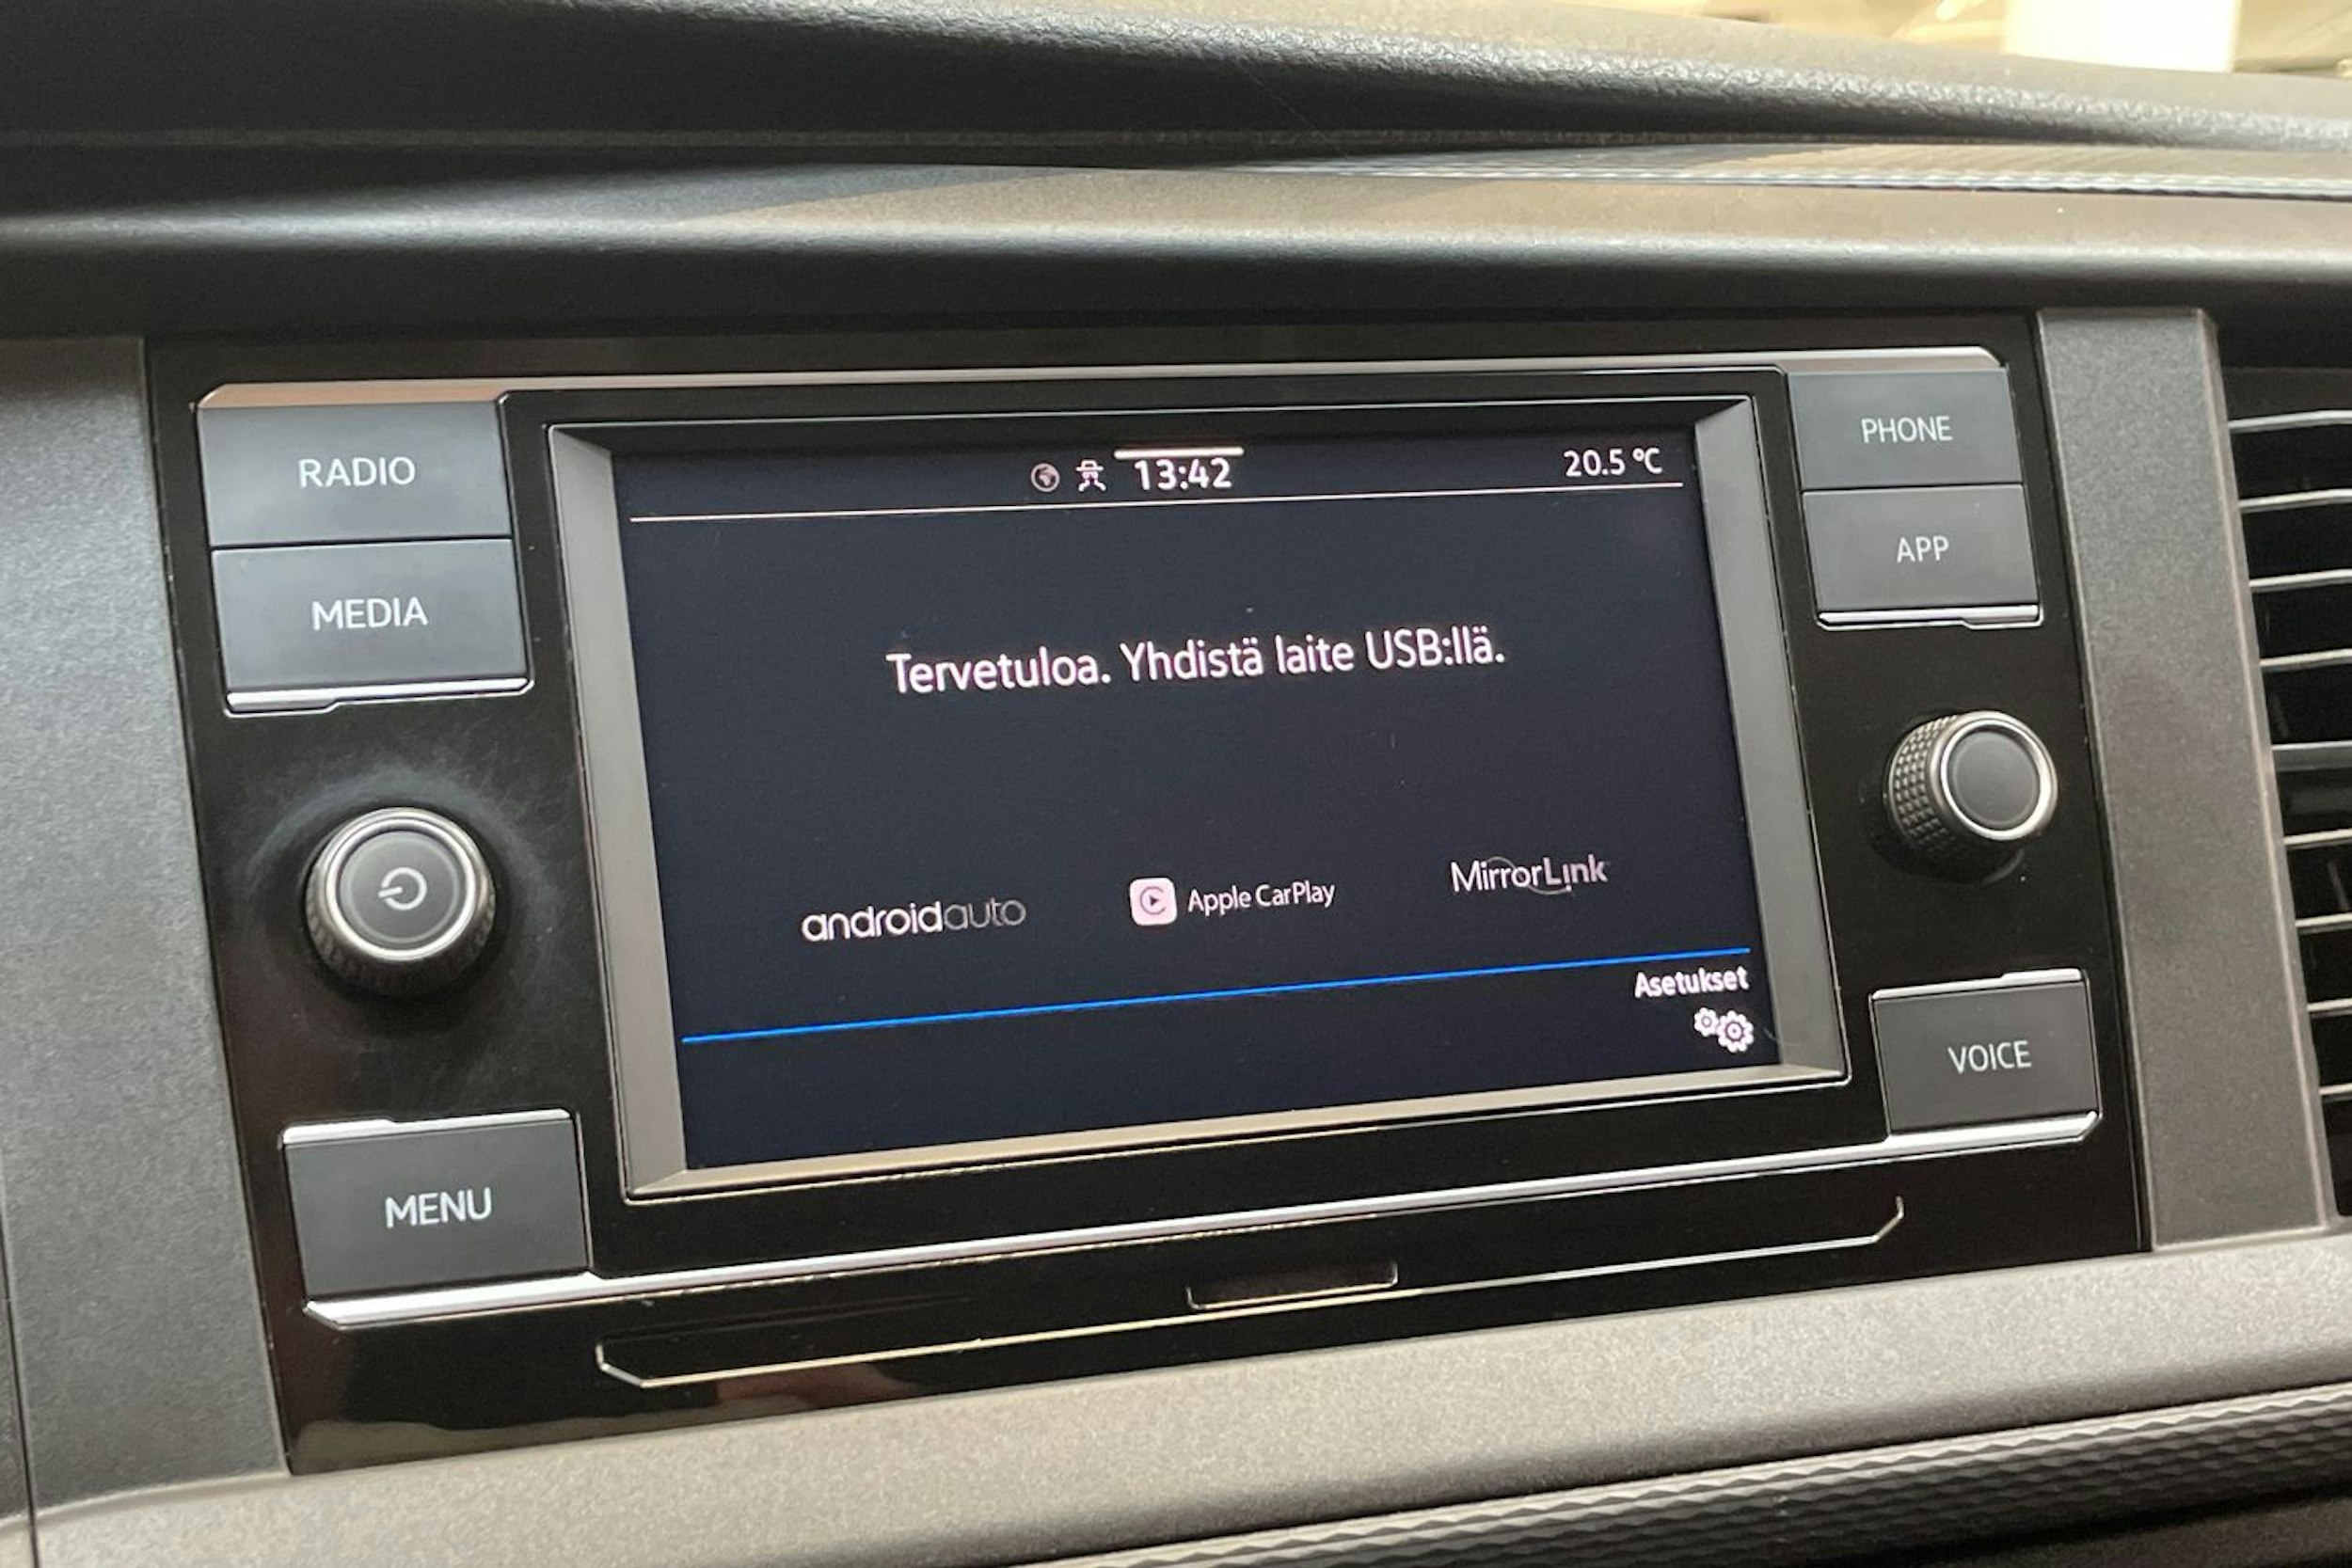 RADIO
MEDIA
MENU
13:42
20.5 °C
Tervetuloa. Yhdistä laite USB:llä.
androidauto
Apple CarPlay
MirrorLink
Asetukset
PHONE
APP
VOICE